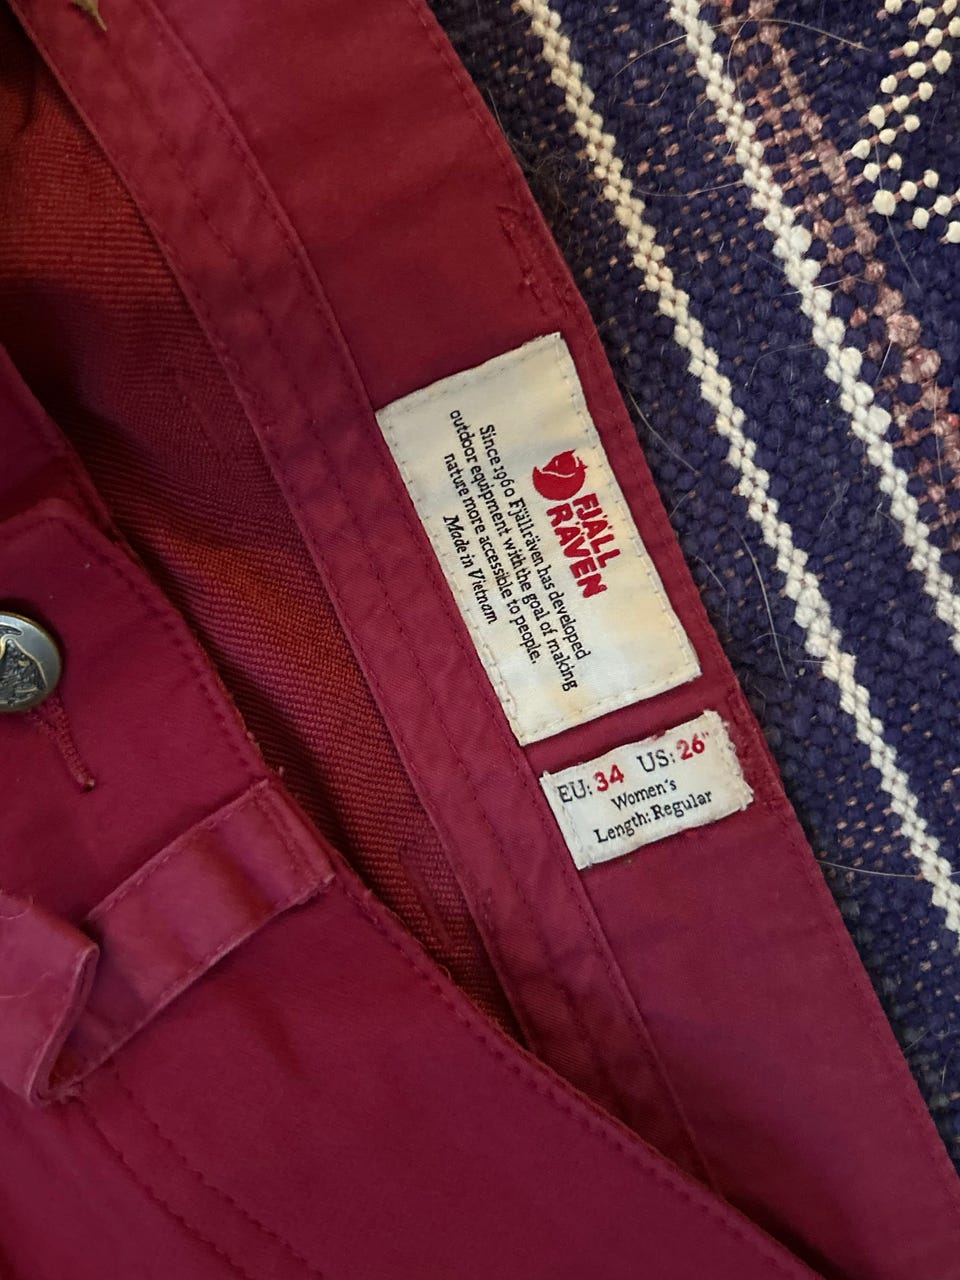 FJÄLL
RÄVEN
Since 1960 Fjällräven has developed
outdoor equipment with the goal of making
nature more accessible to people.
Made in Vietnam
EU: 34 US: 26"
Women's
Length: Regular